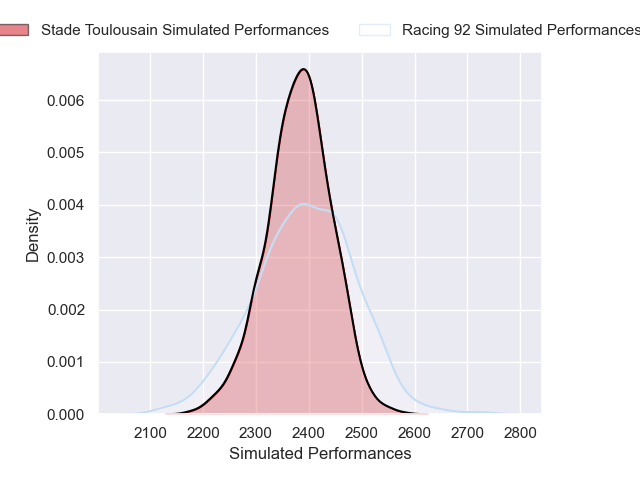 Stade Toulousain Simulated Performances Racing 92 Simulated Performances
0.006
0.005
0.004
0.003
0.002
0.001
0.000
Density
2100 2200 2300 2400 2500 2600 2700 2800
Simulated Performances